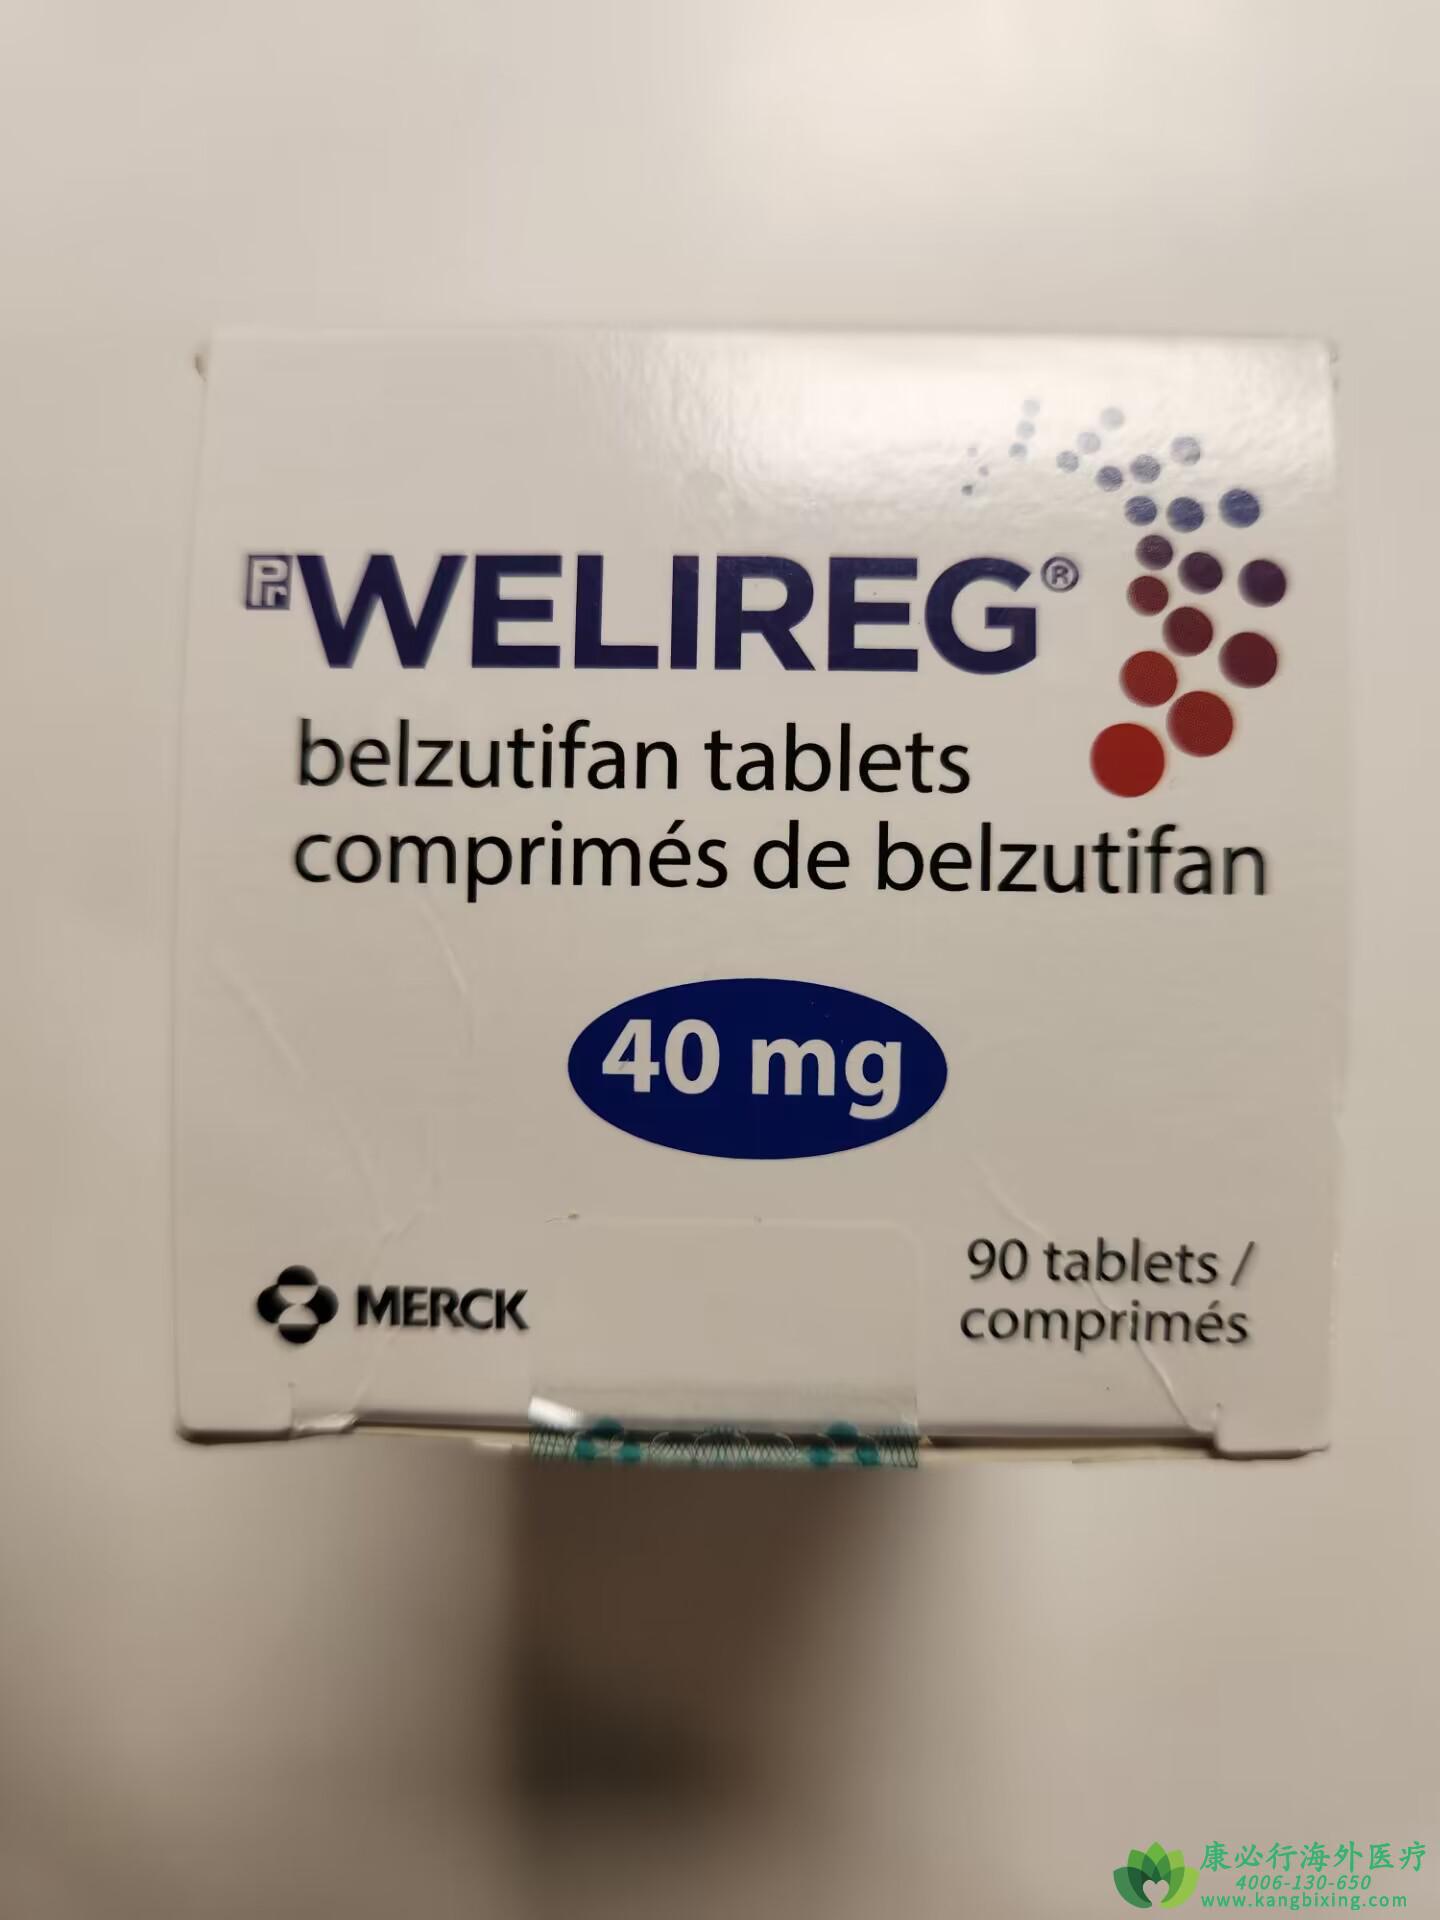 Pr WELIREG®
belzutifan tablets
comprimés de belzutifan
40 mg
MERCK
90 tablets /
comprimés
康必行海外医疗
4006-130-650
www.kangbixing.com